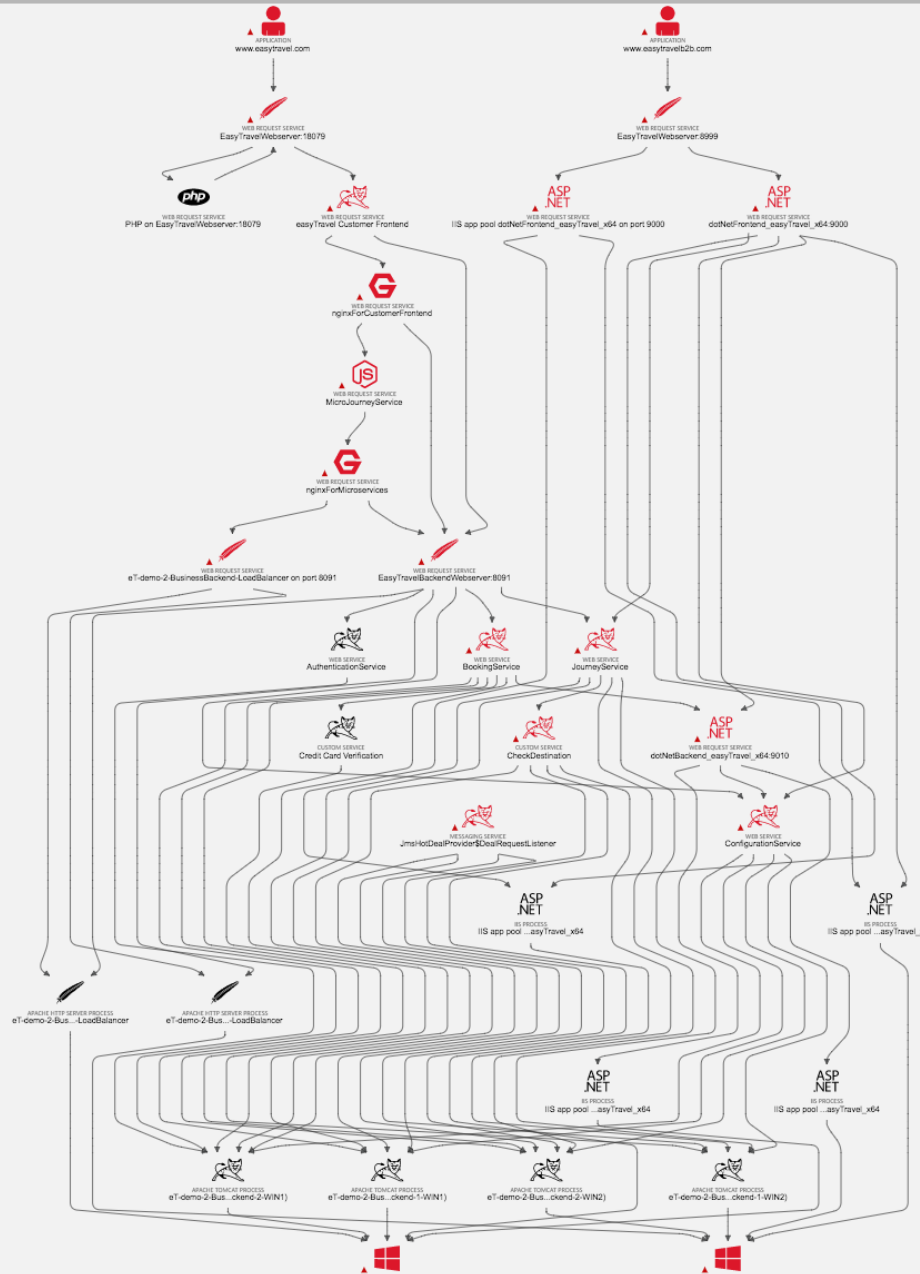 APPLICATION
www.easytravel.com
APPLICATION
www.easytravelb2b.com
WEB REQUEST SERVICE
EasyTravelWebserver:18079
WEB REQUEST SERVICE
EasyTravelWebserver:8999
php
WEB REQUEST SERVICE
PHP on EasyTravelWebserver:18079
WEB REQUEST SERVICE
easyTravel Customer Frontend
ASP
.NET
WEB REQUEST SERVICE
IIS app pool dotNetFrontend_easyTravel_x64 on port 9000
ASP
.NET
WEB REQUEST SERVICE
dotNetFrontend_easyTravel_x64:9000
WEB REQUEST SERVICE
nginxForCustomerFrontend
JS
WEB REQUEST SERVICE
MicroJourneyService
WEB REQUEST SERVICE
nginxForMicroservices
WEB REQUEST SERVICE
eT-demo-2-BusinessBackend-LoadBalancer on port 8091
WEB REQUEST SERVICE
EasyTravelBackendWebserver:8091
WEB SERVICE
AuthenticationService
WEB SERVICE
BookingService
WEB SERVICE
JourneyService
CUSTOM SERVICE
Credit Card Verification
CUSTOM SERVICE
CheckDestination
ASP
.NET
WEB REQUEST SERVICE
dotNetBackend_easyTravel_x64:9010
MESSAGING SERVICE
JmsHotDealProvider$DealRequestListener
WEB SERVICE
ConfigurationService
ASP
.NET
IIS PROCESS
IIS app pool ...asyTravel_x64
ASP
.NET
IIS PROCESS
IIS app pool ...asyTravel_
APACHE HTTP SERVER PROCESS
eT-demo-2-Bus...-LoadBalancer
APACHE HTTP SERVER PROCESS
eT-demo-2-Bus...-LoadBalancer
ASP
.NET
IIS PROCESS
IIS app pool ...asyTravel_x64
ASP
.NET
IIS PROCESS
IIS app pool ...asyTravel_x64
APACHE TOMCAT PROCESS
eT-demo-2-Bus...ckend-2-WIN1)
APACHE TOMCAT PROCESS
eT-demo-2-Bus...ckend-1-WIN1)
APACHE TOMCAT PROCESS
eT-demo-2-Bus...ckend-2-WIN2)
APACHE TOMCAT PROCESS
eT-demo-2-Bus...ckend-1-WIN2)